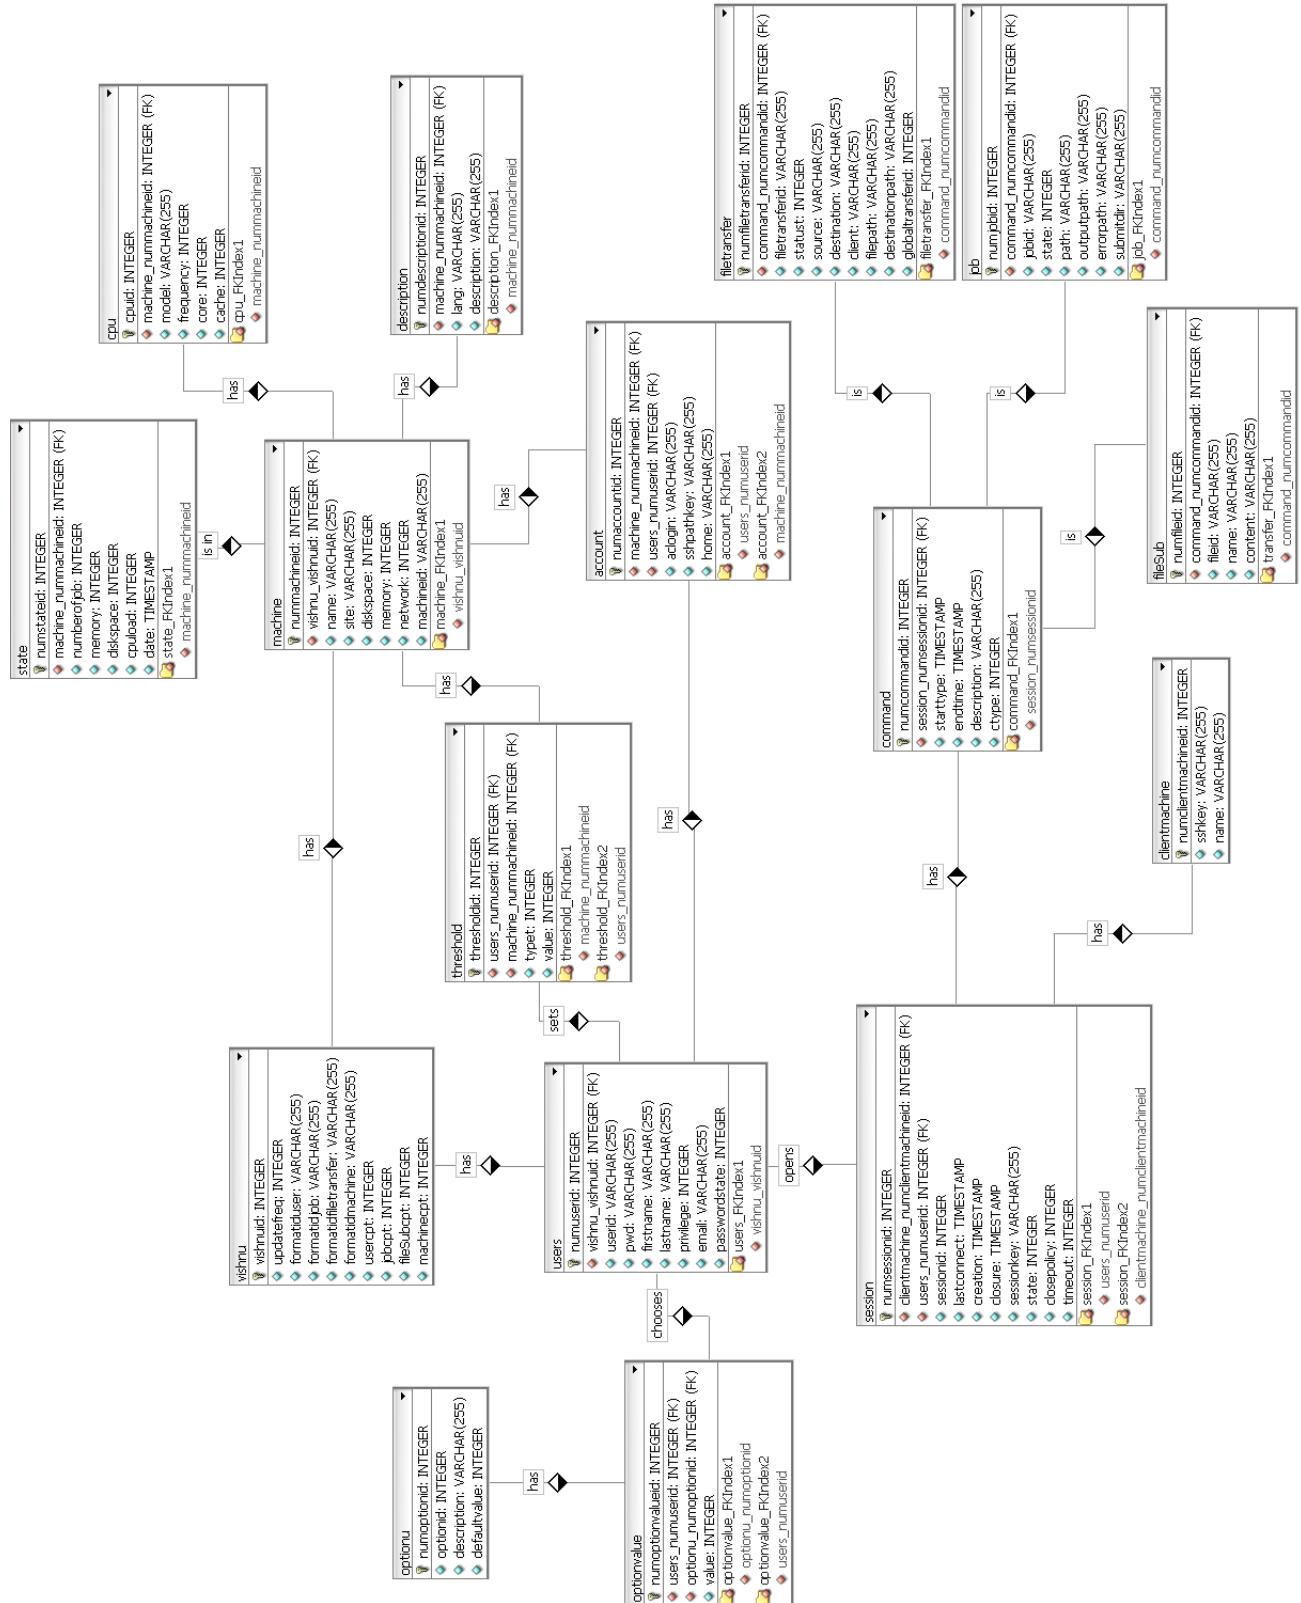 optionu
numoptionid: INTEGER
optionid: INTEGER
description: VARCHAR(255)
defaultvalue: INTEGER
has
optionvalue
numoptionvalueid: INTEGER
users_numuserid: INTEGER (FK)
optionu_numoptionid: INTEGER (FK)
value: INTEGER
optionvalue_FKIndex1
optionu_numoptionid
optionvalue_FKIndex2
users_numuserid
chooses
vishnu
vishnuid: INTEGER
updatefreq: INTEGER
formatiduser: VARCHAR(255)
formatidjob: VARCHAR(255)
formatidfiletransfer: VARCHAR(255)
formatidmachine: VARCHAR(255)
usercpt: INTEGER
jobcpt: INTEGER
fileSubcpt: INTEGER
machinecpt: INTEGER
has
users
numuserid: INTEGER
vishnu_vishnuid: INTEGER (FK)
userid: VARCHAR(255)
pwd: VARCHAR(255)
firstname: VARCHAR(255)
lastname: VARCHAR(255)
privilege: INTEGER
email: VARCHAR(255)
passwordstate: INTEGER
users_FKIndex1
vishnu_vishnuid
opens
session
numsessionid: INTEGER
clientmachine_numclientmachineid: INTEGER (FK)
users_numuserid: INTEGER (FK)
sessionid: INTEGER
lastconnect: TIMESTAMP
creation: TIMESTAMP
closure: TIMESTAMP
sessionkey: VARCHAR(255)
state: INTEGER
closepolicy: INTEGER
timeout: INTEGER
session_FKIndex1
users_numuserid
session_FKIndex2
clientmachine_numclientmachineid
has
sets
threshold
thresholdid: INTEGER
users_numuserid: INTEGER (FK)
machine_nummachineid: INTEGER (FK)
typet: INTEGER
value: INTEGER
threshold_FKIndex1
machine_nummachineid
threshold_FKIndex2
users_numuserid
has
has
has
has
clientmachine
numclientmachineid: INTEGER
sshkey: VARCHAR(255)
name: VARCHAR(255)
state
numstateid: INTEGER
machine_nummachineid: INTEGER (FK)
numberofjob: INTEGER
memory: INTEGER
diskspace: INTEGER
cpuload: INTEGER
date: TIMESTAMP
state_FKIndex1
machine_nummachineid
is in
machine
nummachineid: INTEGER
vishnu_vishnuid: INTEGER (FK)
name: VARCHAR(255)
site: VARCHAR(255)
diskspace: INTEGER
memory: INTEGER
network: INTEGER
machineid: VARCHAR(255)
machine_FKIndex1
vishnu_vishnuid
has
account
numaccountid: INTEGER
machine_nummachineid: INTEGER (FK)
users_numuserid: INTEGER (FK)
aclogin: VARCHAR(255)
sshpathkey: VARCHAR(255)
home: VARCHAR(255)
account_FKIndex1
users_numuserid
account_FKIndex2
machine_nummachineid
command
numcommandid: INTEGER
session_numsessionid: INTEGER (FK)
starttype: TIMESTAMP
endtime: TIMESTAMP
description: VARCHAR(255)
ctype: INTEGER
command_FKIndex1
session_numsessionid
is
fileSub
numfileid: INTEGER
command_numcommandid: INTEGER (FK)
fileid: VARCHAR(255)
name: VARCHAR(255)
content: VARCHAR(255)
transfer_FKIndex1
command_numcommandid
has
has
is
is
cpu
cpuid: INTEGER
machine_nummachineid: INTEGER (FK)
model: VARCHAR(255)
frequency: INTEGER
core: INTEGER
cache: INTEGER
cpu_FKIndex1
machine_nummachineid
description
numdescriptionid: INTEGER
machine_nummachineid: INTEGER (FK)
lang: VARCHAR(255)
description: VARCHAR(255)
description_FKIndex1
machine_nummachineid
filetransfer
numfiletransferid: INTEGER
command_numcommandid: INTEGER (FK)
filetransferid: VARCHAR(255)
statust: INTEGER
source: VARCHAR(255)
destination: VARCHAR(255)
client: VARCHAR(255)
filepath: VARCHAR(255)
destinationpath: VARCHAR(255)
globaltransferid: INTEGER
filetransfer_FKIndex1
command_numcommandid
job
numjobid: INTEGER
command_numcommandid: INTEGER (FK)
jobid: VARCHAR(255)
state: INTEGER
path: VARCHAR(255)
outputpath: VARCHAR(255)
errorpath: VARCHAR(255)
submitdir: VARCHAR(255)
job_FKIndex1
command_numcommandid